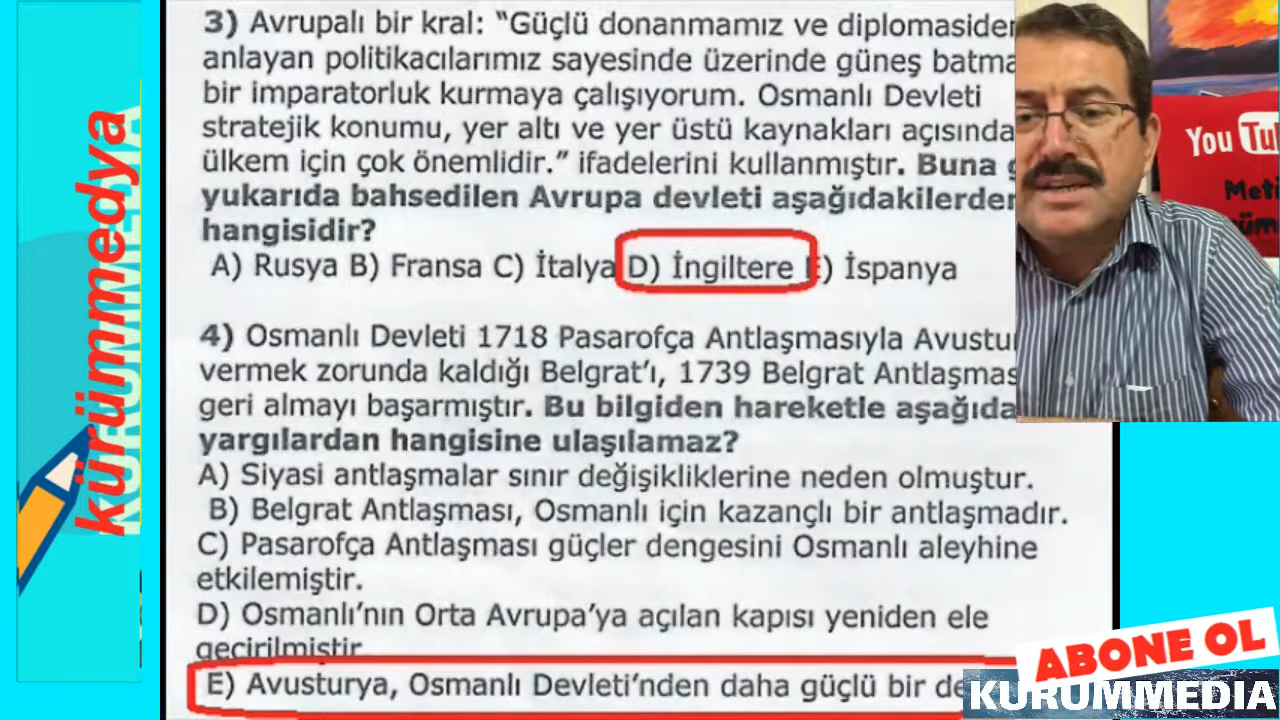 3) Avrupalı bir kral: “Güçlü donanmamız ve diplomasiden
anlayan politikacılarımız sayesinde üzerinde güneş batma
bir imparatorluk kurmaya çalışıyorum. Osmanlı Devleti
stratejik konumu, yer altı ve yer üstü kaynakları açısında
ülkem için çok önemlidir.” ifadelerini kullanmıştır. Buna
yukarıda bahsedilen Avrupa devleti aşağıdakilerden
hangisidir?
A) Rusya B) Fransa C) İtalya D) İngiltere E) İspanya
4) Osmanlı Devleti 1718 Pasarofça Antlaşmasıyla Avustur
vermek zorunda kaldığı Belgrat’ı, 1739 Belgrat Antlaşmas
geri almayı başarmıştır. Bu bilgiden hareketle aşağıda
yargılardan hangisine ulaşılamaz?
A) Siyasi antlaşmalar sınır değişikliklerine neden olmuştur.
B) Belgrat Antlaşması, Osmanlı için kazançlı bir antlaşmadır.
C) Pasarofça Antlaşması güçler dengesini Osmanlı aleyhine
etkilemiştir.
D) Osmanlı’nın Orta Avrupa’ya açılan kapısı yeniden ele
geçirilmiştir
E) Avusturya, Osmanlı Devleti’nden daha güçlü bir de
kürümmedya
KURUMMEDIA
You Tu
Meti
ABONE OL
KURUMMEDIA